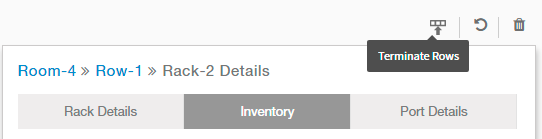 Terminate Rows
Room-4 » Row-1 » Rack-2 Details
Rack Details Inventory Port Details